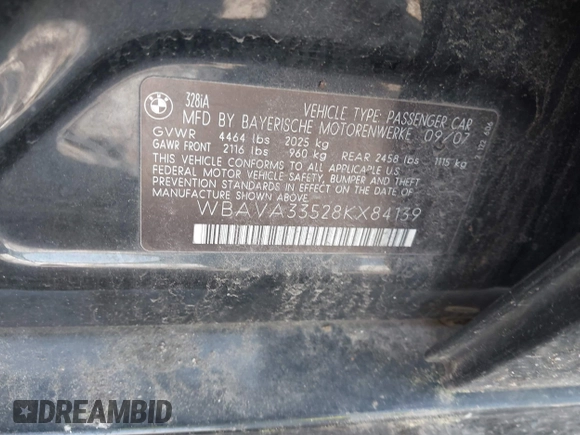 BMW
328iA
VEHICLE TYPE: PASSENGER CAR
MFD BY BAYERISCHE MOTORENWERKE 09/07
GVWR 4464 lbs 2025 kg
GAWR FRONT 2116 lbs 960 kg REAR 2458 lbs 1115 kg
THIS VEHICLE CONFORMS TO ALL APPLICABLE U.S.
FEDERAL MOTOR VEHICLE SAFETY, BUMPER, AND THEFT
PREVENTION STANDARDS IN EFFECT ON THE DATE OF
MANUFACTURE SHOWN ABOVE.
WBAVA33528KX84139
DREAMBID